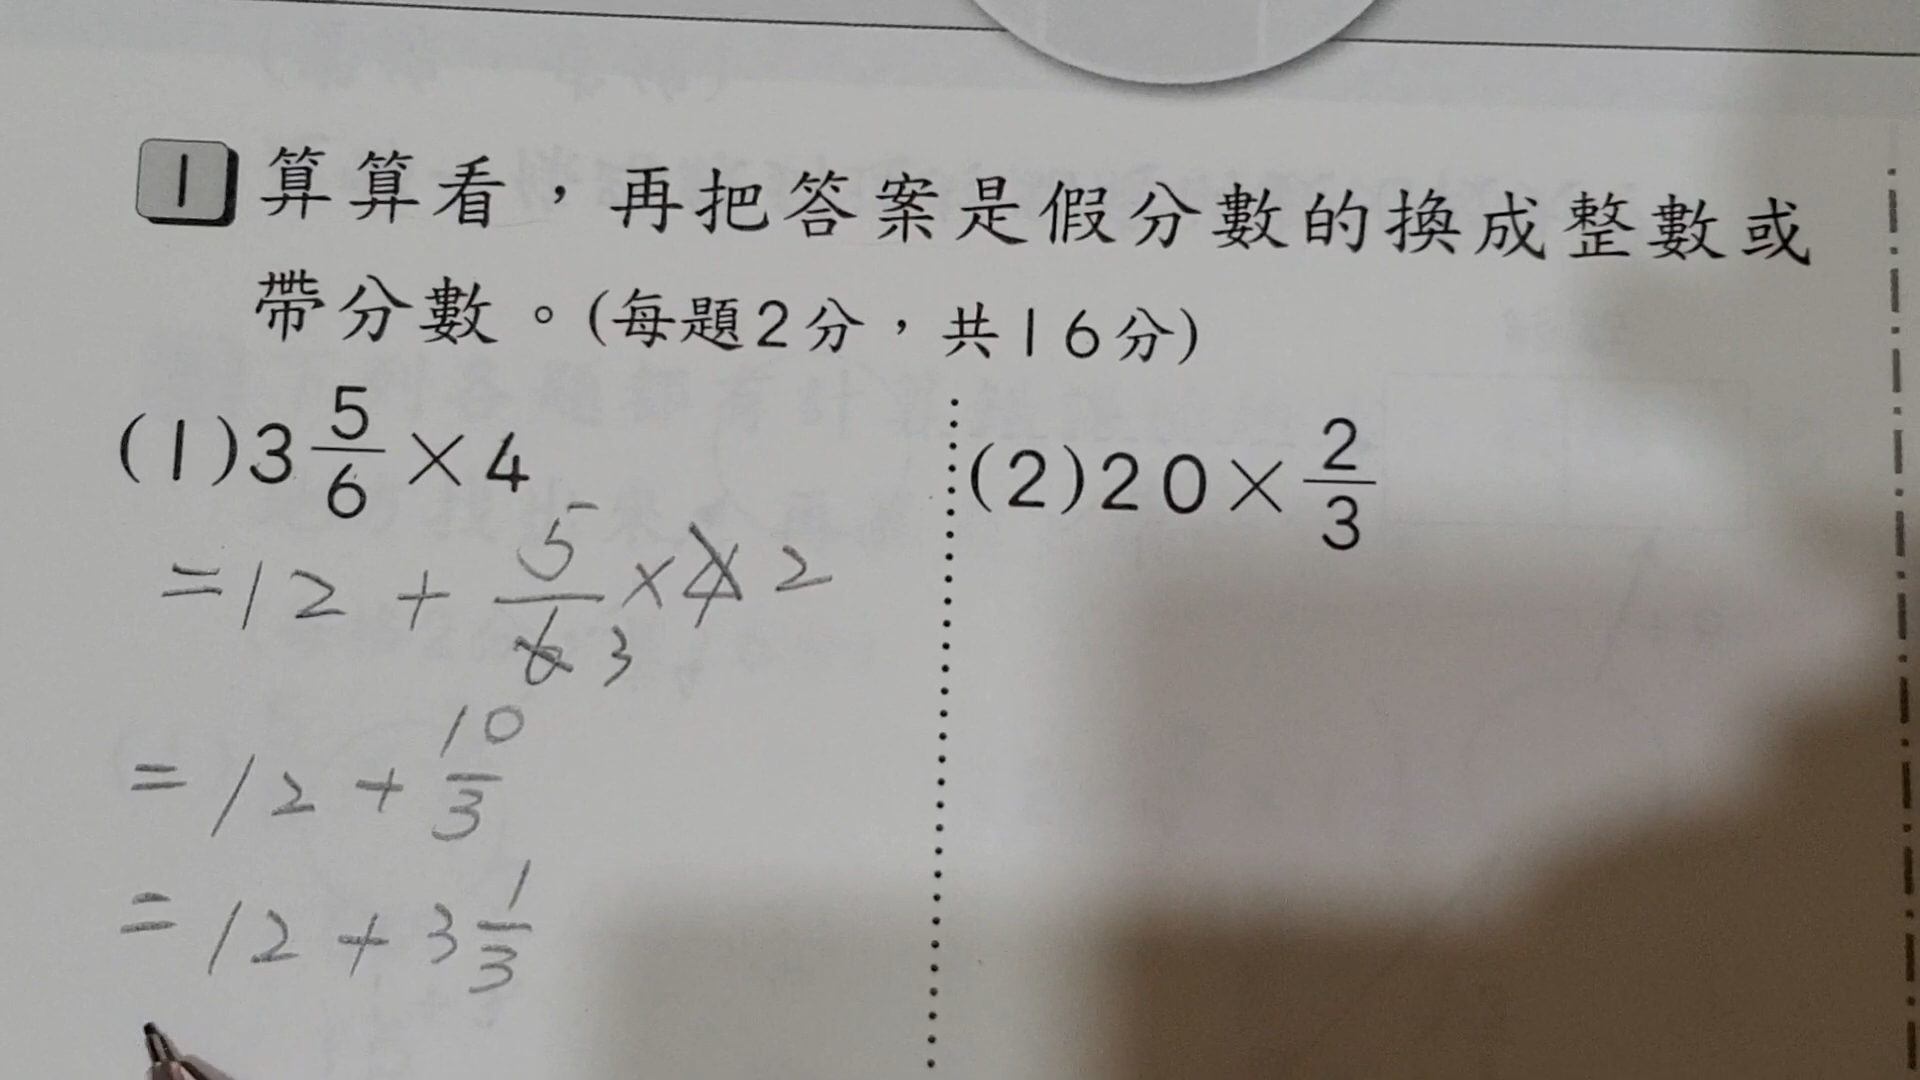 1 算算看，再把答案是假分數的換成整數或
帶分數。(每題2分，共16分)
(1)3 5/6 × 4
= 12 + 5/6 × 4 2
3
= 12 + 10/3
= 12 + 3 1/3
(2)20 × 2/3